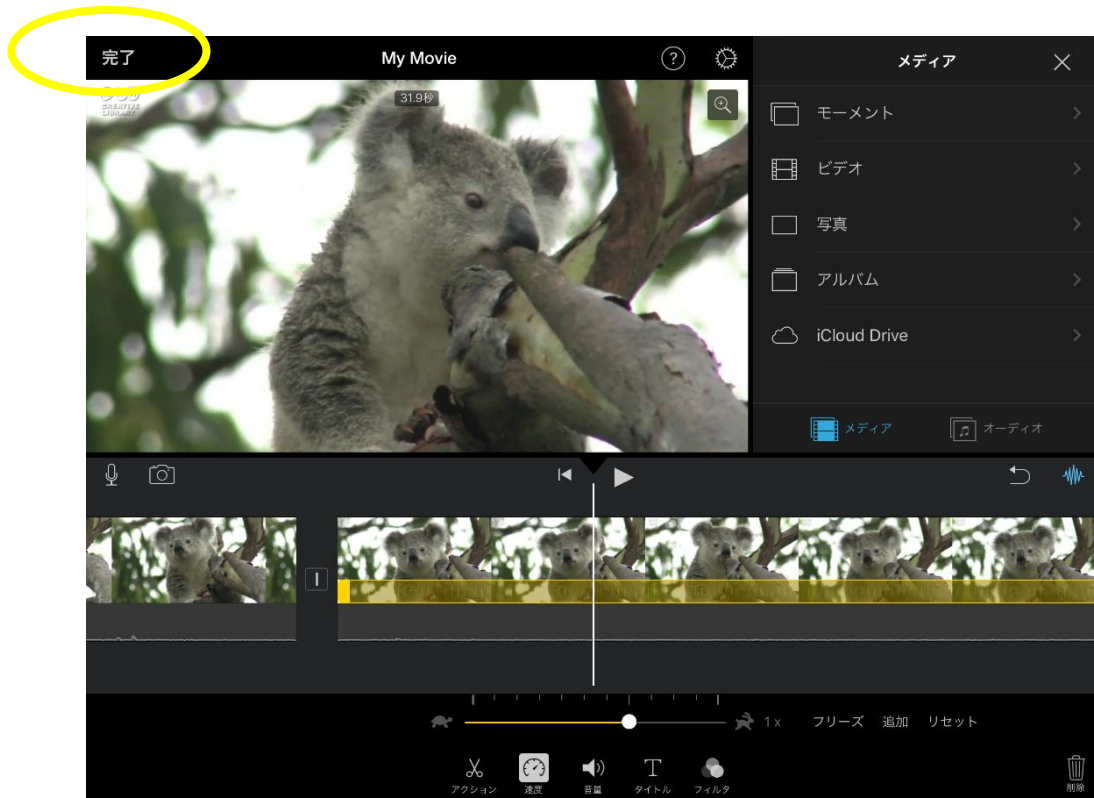 完了
My Movie
?
メディア
NHK
CREATIVE
LIBRARY
31.9秒
モーメント
ビデオ
写真
アルバム
iCloud Drive
メディア
オーディオ
1x
フリーズ
追加
リセット
アクション
速度
音量
T
タイトル
フィルタ
削除